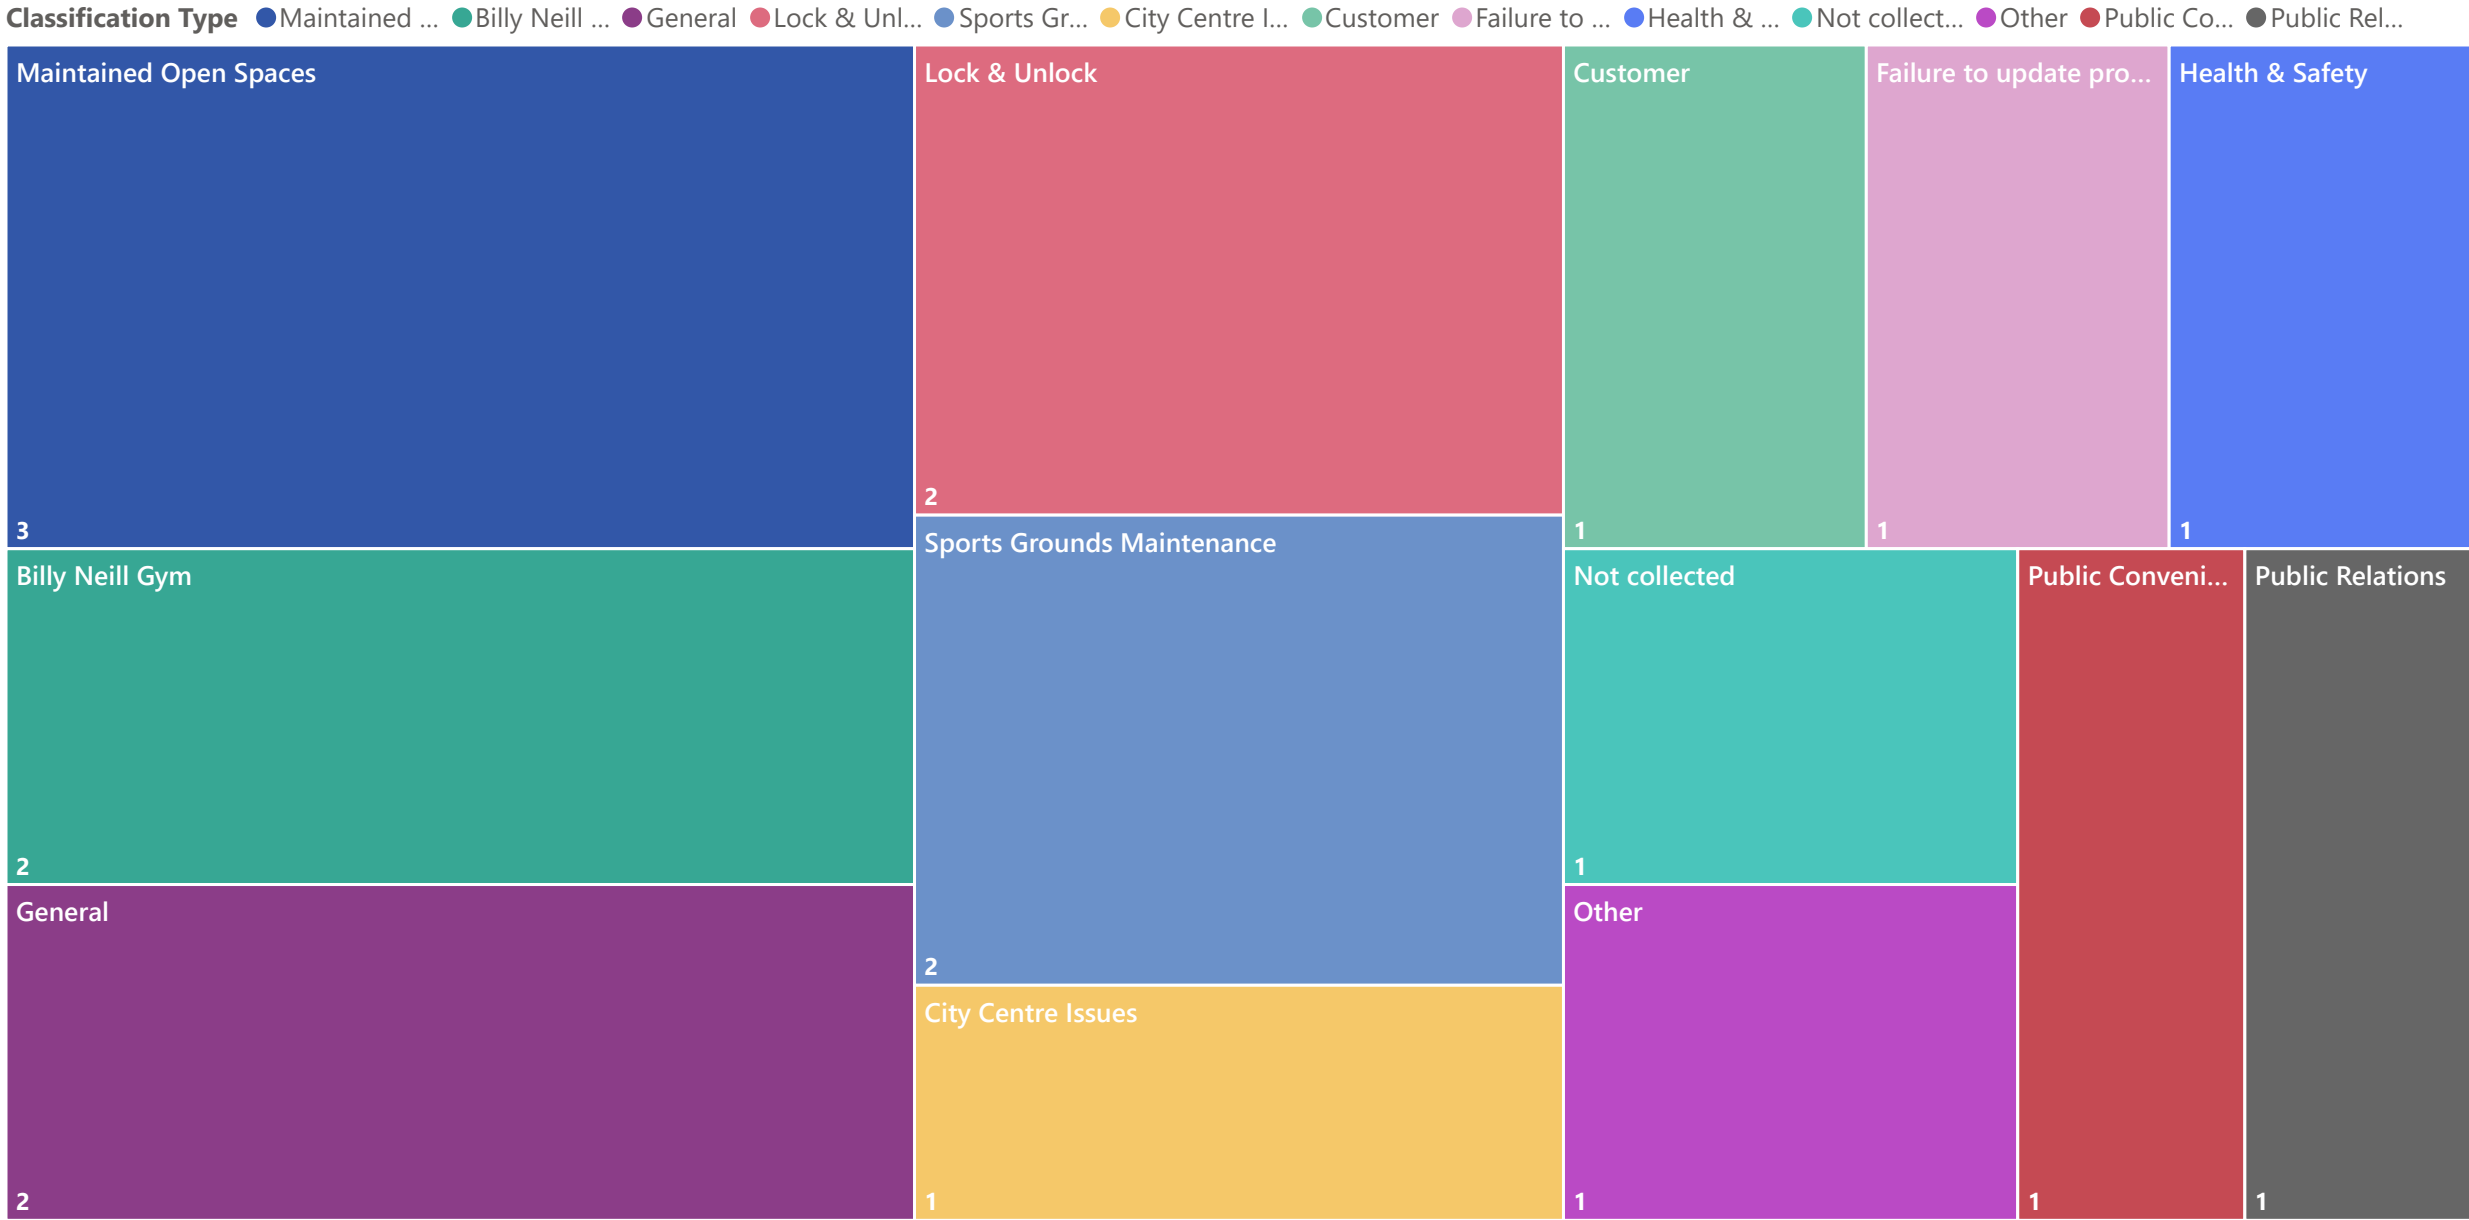 Classification Type Maintained ... Billy Neill ... General Lock & Unl... Sports Gr... City Centre I... Customer Failure to ... Health & ... Not collect... Other Public Co... Public Rel...
Maintained Open Spaces
3
Billy Neill Gym
2
General
2
Lock & Unlock
2
Sports Grounds Maintenance
2
City Centre Issues
1
Customer
1
Failure to update pro...
1
Health & Safety
1
Not collected
1
Other
1
Public Conveni...
1
Public Relations
1